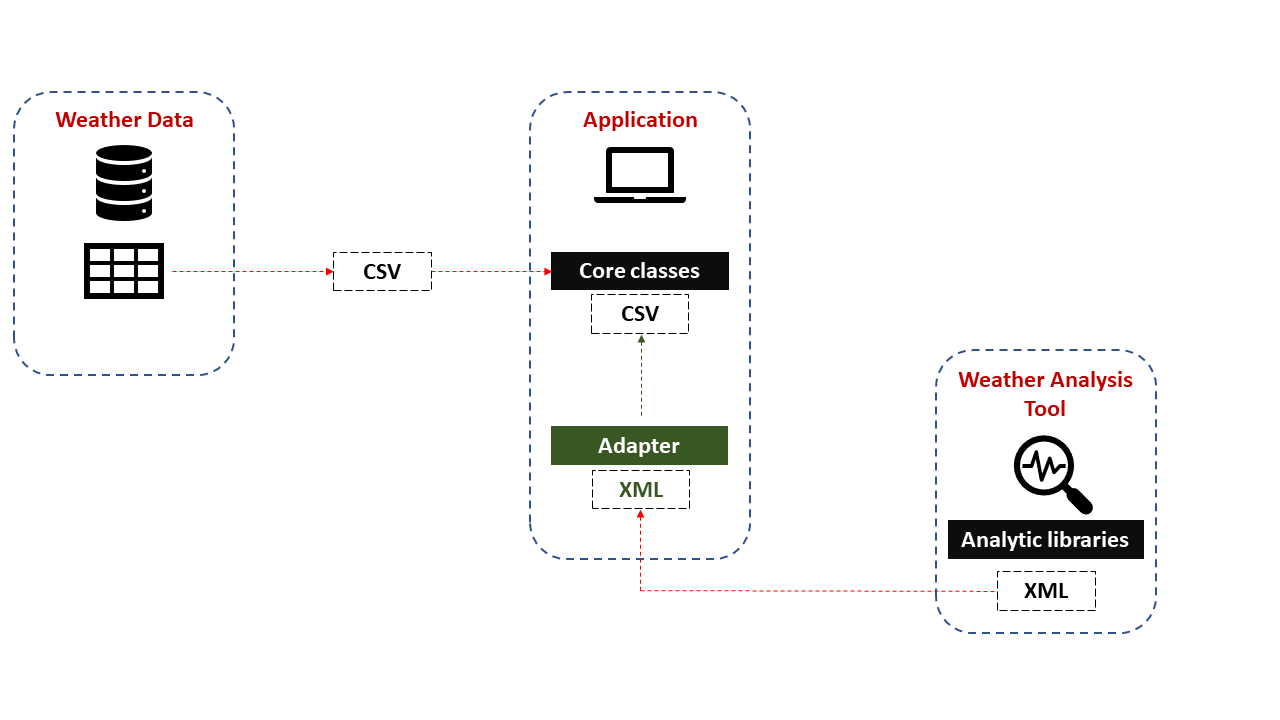 Weather Data
CSV
Application
Core classes
CSV
Adapter
XML
Weather Analysis
Tool
Analytic libraries
XML